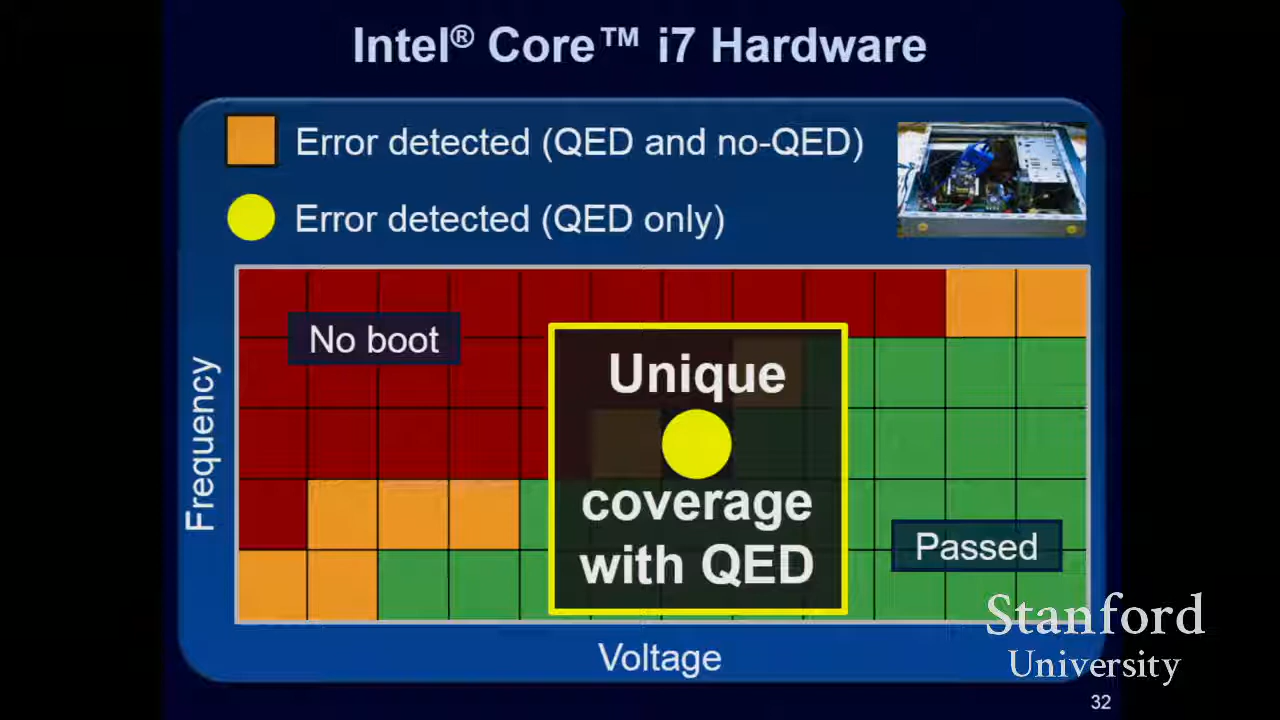 Intel® Core™ i7 Hardware
Error detected (QED and no-QED)
Error detected (QED only)
No boot
Unique
coverage
with QED
Passed
Frequency
Voltage
Stanford
University
32